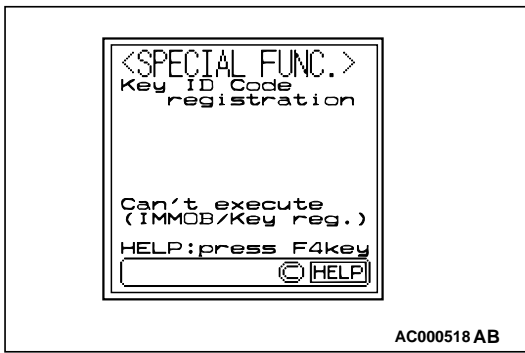 <SPECIAL FUNC.>
Key ID Code
registration
Can't execute
(IMMOB/Key reg.)
HELP:press F4key
Ⓒ HELP
AC000518 AB